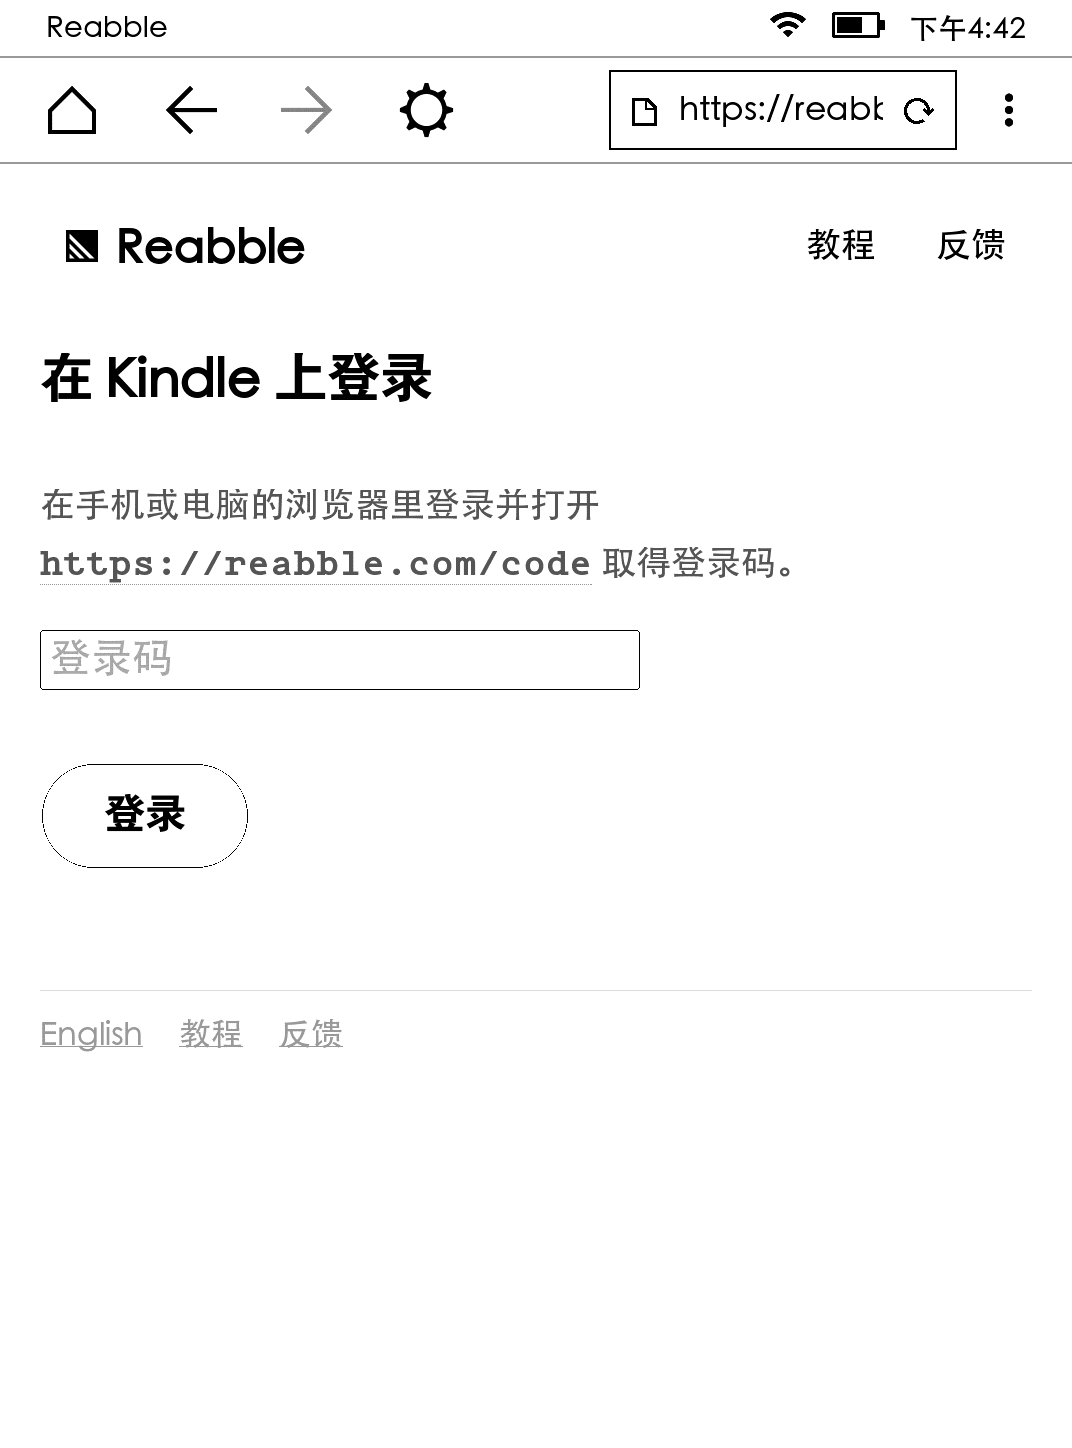 Reabble 下午4:42
https://reabb
Reabble 教程 反馈
在 Kindle 上登录
在手机或电脑的浏览器里登录并打开
https://reabble.com/code 取得登录码。
登录码
登录
English 教程 反馈